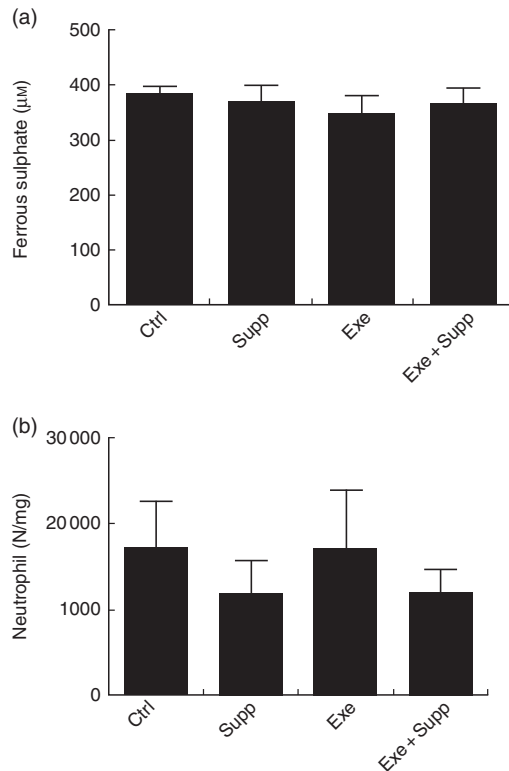 (a)
500
400
300
200
100
0
Ferrous sulphate (μM)
Ctrl
Supp
Exe
Exe + Supp
(b)
30 000
20 000
1000
0
Neutrophil (N/mg)
Ctrl
Supp
Exe
Exe + Supp